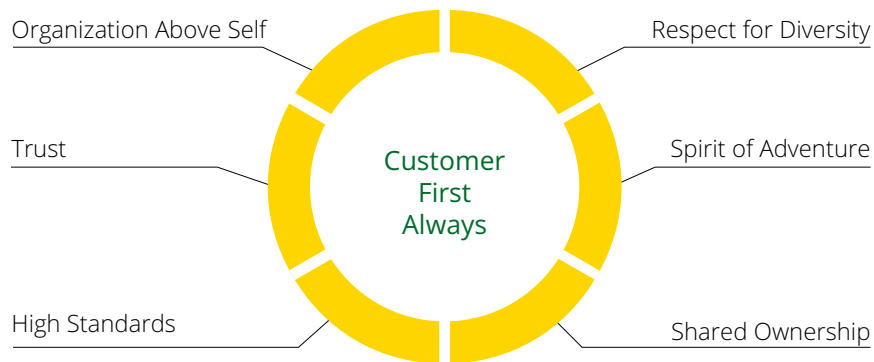 Organization Above Self
Respect for Diversity
Trust
Spirit of Adventure
Customer
First
Always
High Standards
Shared Ownership